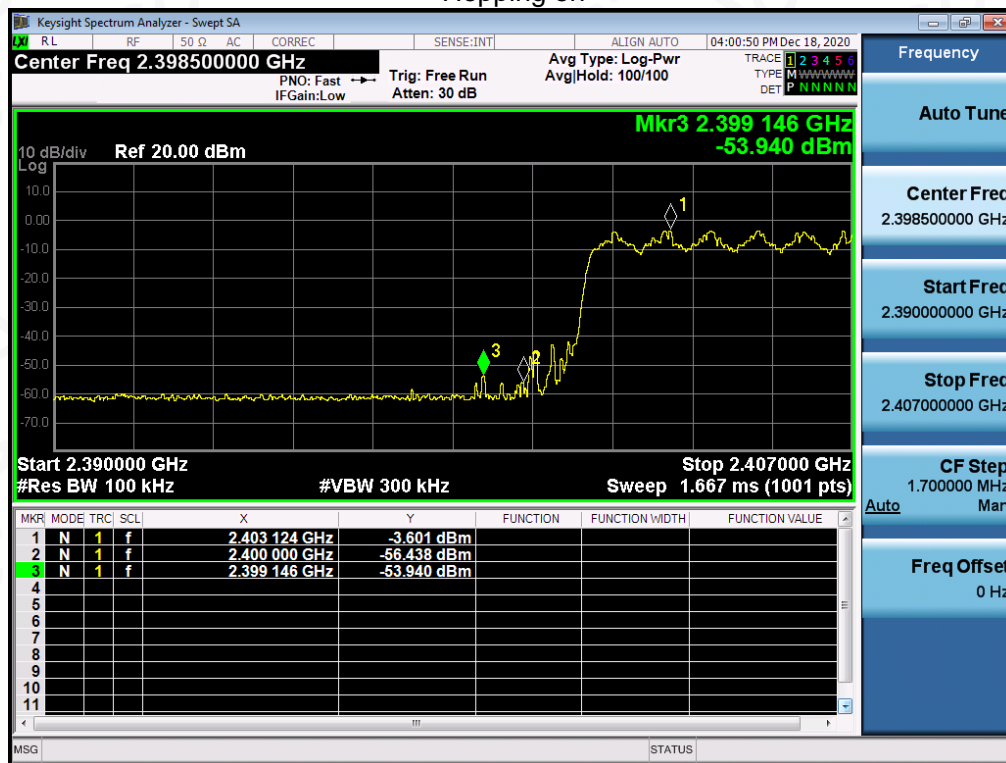 Hopping on
Keysight Spectrum Analyzer - Swept SA
LXI RL RF 50 Ω AC CORREC SENSE:INT ALIGN AUTO 04:00:50 PM Dec 18, 2020
Center Freq 2.398500000 GHz
PNO: Fast
IFGain:Low
Trig: Free Run
Atten: 30 dB
Avg Type: Log-Pwr
Avg|Hold: 100/100
TRACE 1 2 3 4 5 6
TYPE M WWWWW
DET P N N N N N
Mkr3 2.399 146 GHz
-53.940 dBm
10 dB/div Ref 20.00 dBm
Log
10.0
0.00
-10.0
-20.0
-30.0
-40.0
-50.0
-60.0
-70.0
1
2
3
Start 2.390000 GHz Stop 2.407000 GHz
#Res BW 100 kHz #VBW 300 kHz Sweep 1.667 ms (1001 pts)
MKR MODE TRC SCL X Y FUNCTION FUNCTION WIDTH FUNCTION VALUE
1 N 1 f 2.403 124 GHz -3.601 dBm
2 N 1 f 2.400 000 GHz -56.438 dBm
3 N 1 f 2.399 146 GHz -53.940 dBm
4
5
6
7
8
9
10
11
MSG STATUS
Frequency
Auto Tune
Center Freq
2.398500000 GHz
Start Freq
2.390000000 GHz
Stop Freq
2.407000000 GHz
CF Step
1.700000 MHz
Auto Man
Freq Offset
0 Hz